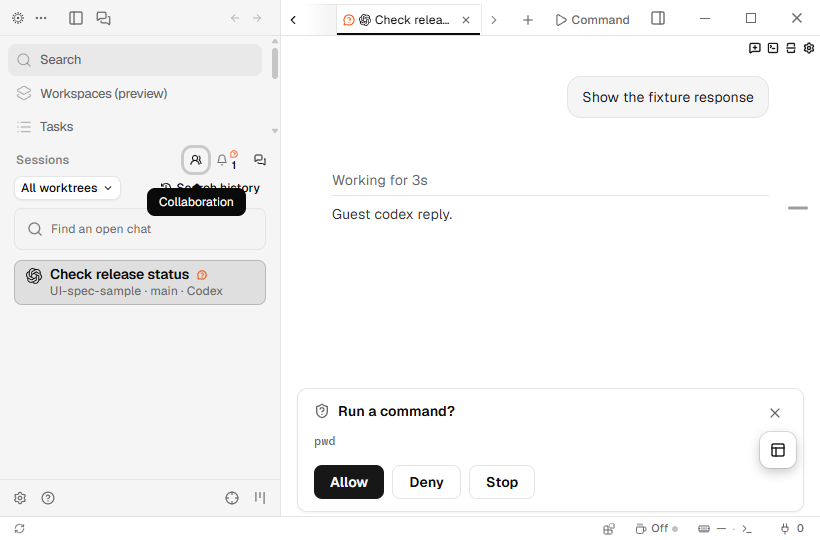 Check relea...
Command
Search
Workspaces (preview)
Tasks
Sessions
1
All worktrees
Search history
Collaboration
Find an open chat
Check release status
UI-spec-sample · main · Codex
Show the fixture response
Working for 3s
Guest codex reply.
Run a command?
pwd
Allow
Deny
Stop
Off
0